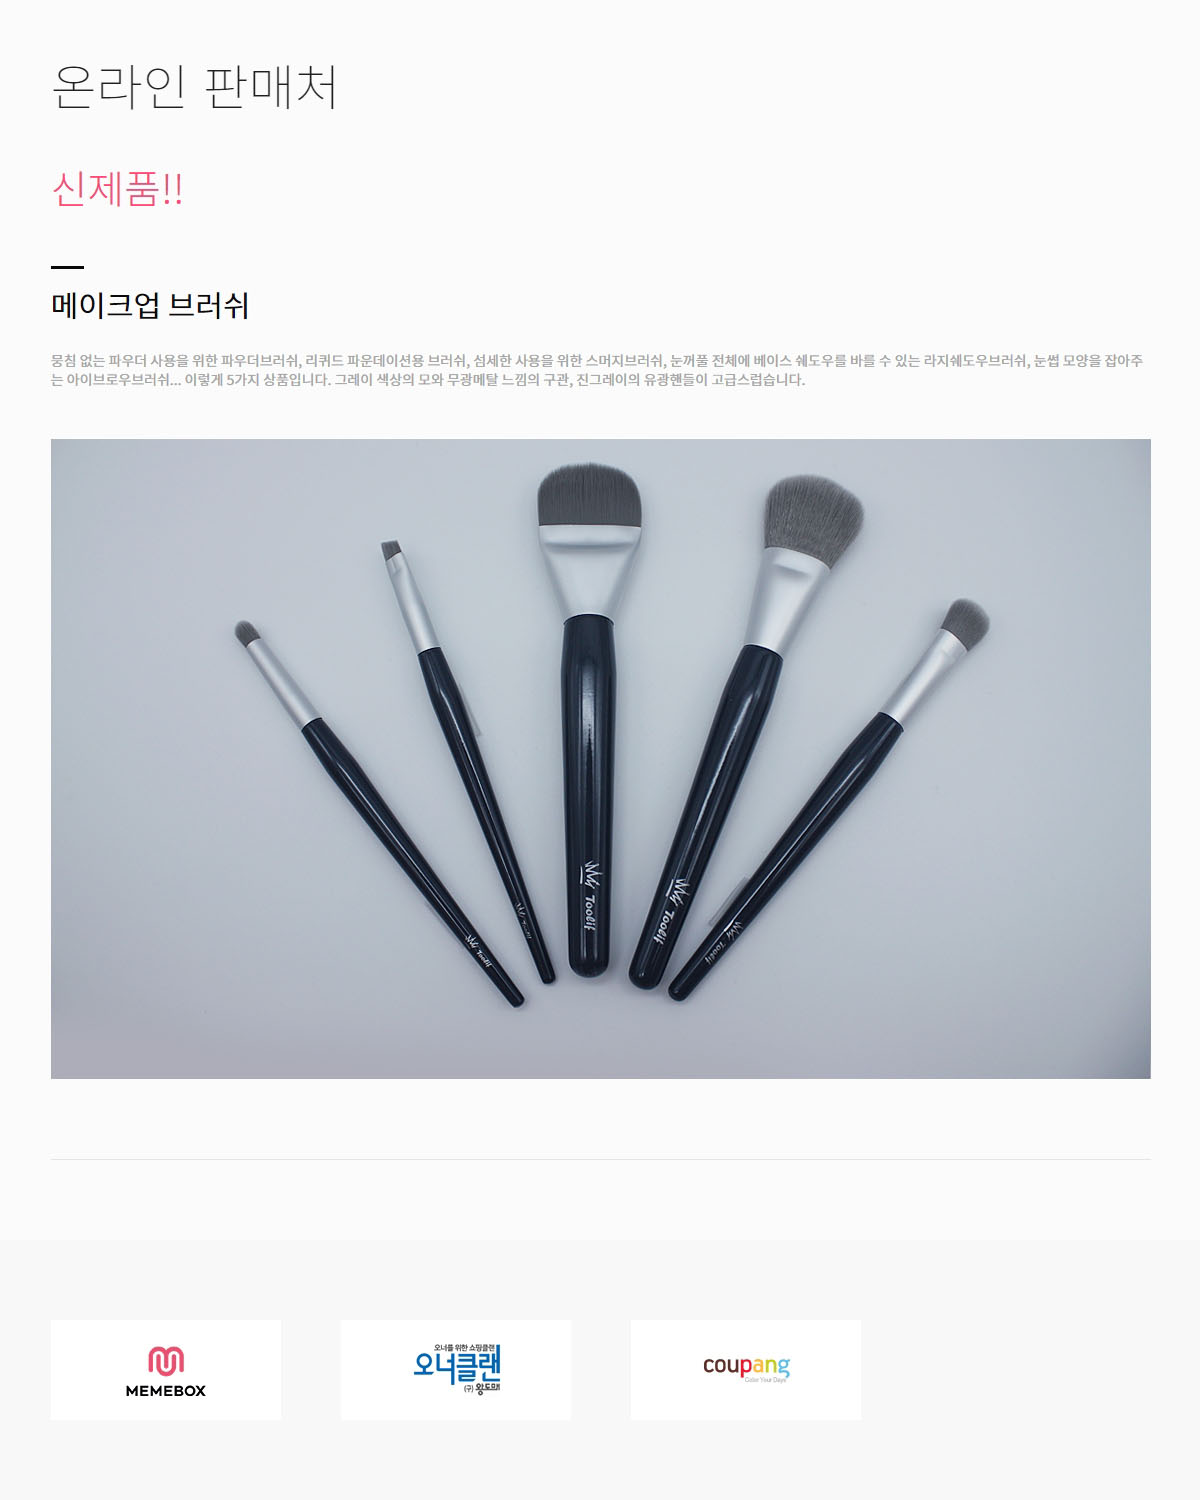 온라인 판매처
신제품!!
메이크업 브러쉬
뭉침 없는 파우더 사용을 위한 파우더브러쉬, 리퀴드 파운데이션용 브러쉬, 섬세한 사용을 위한 스머지브러쉬, 눈꺼풀 전체에 베이스 쉐도우를 바를 수 있는 라지쉐도우브러쉬, 눈썹 모양을 잡아주
는 아이브로우브러쉬... 이렇게 5가지 상품입니다. 그레이 색상의 모와 무광메탈 느낌의 구관, 진그레이의 유광핸들이 고급스럽습니다.
Toolif
Toolif
Toolif
Toolif
Toolif
MEMEBOX
오너를 위한 쇼핑클랜
오너클랜
(주) 왕도매
coupang
Color Your Days